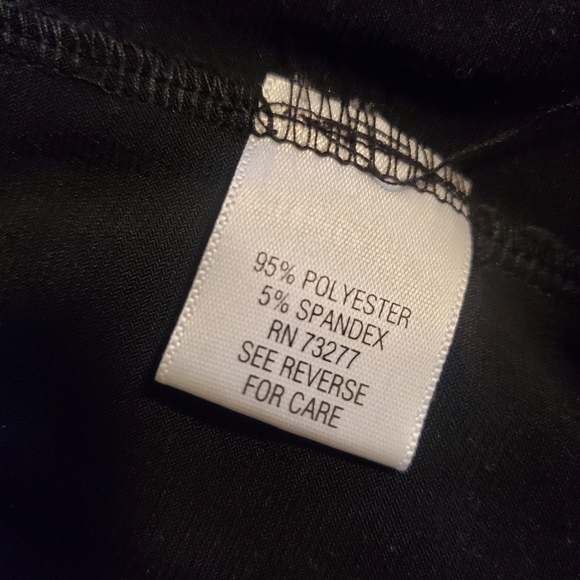 95% POLYESTER
5% SPANDEX
RN 73277
SEE REVERSE
FOR CARE